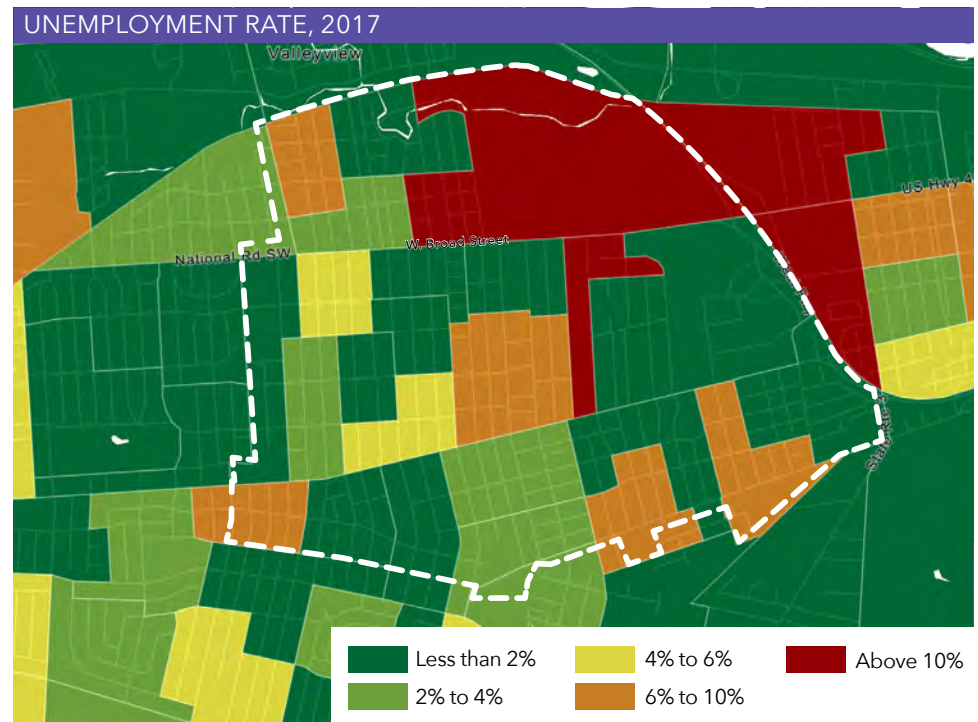 UNEMPLOYMENT RATE, 2017
Valleyview
US Hwy 4
W. Broad Street
National Rd SW
Less than 2%
2% to 4%
4% to 6%
6% to 10%
Above 10%